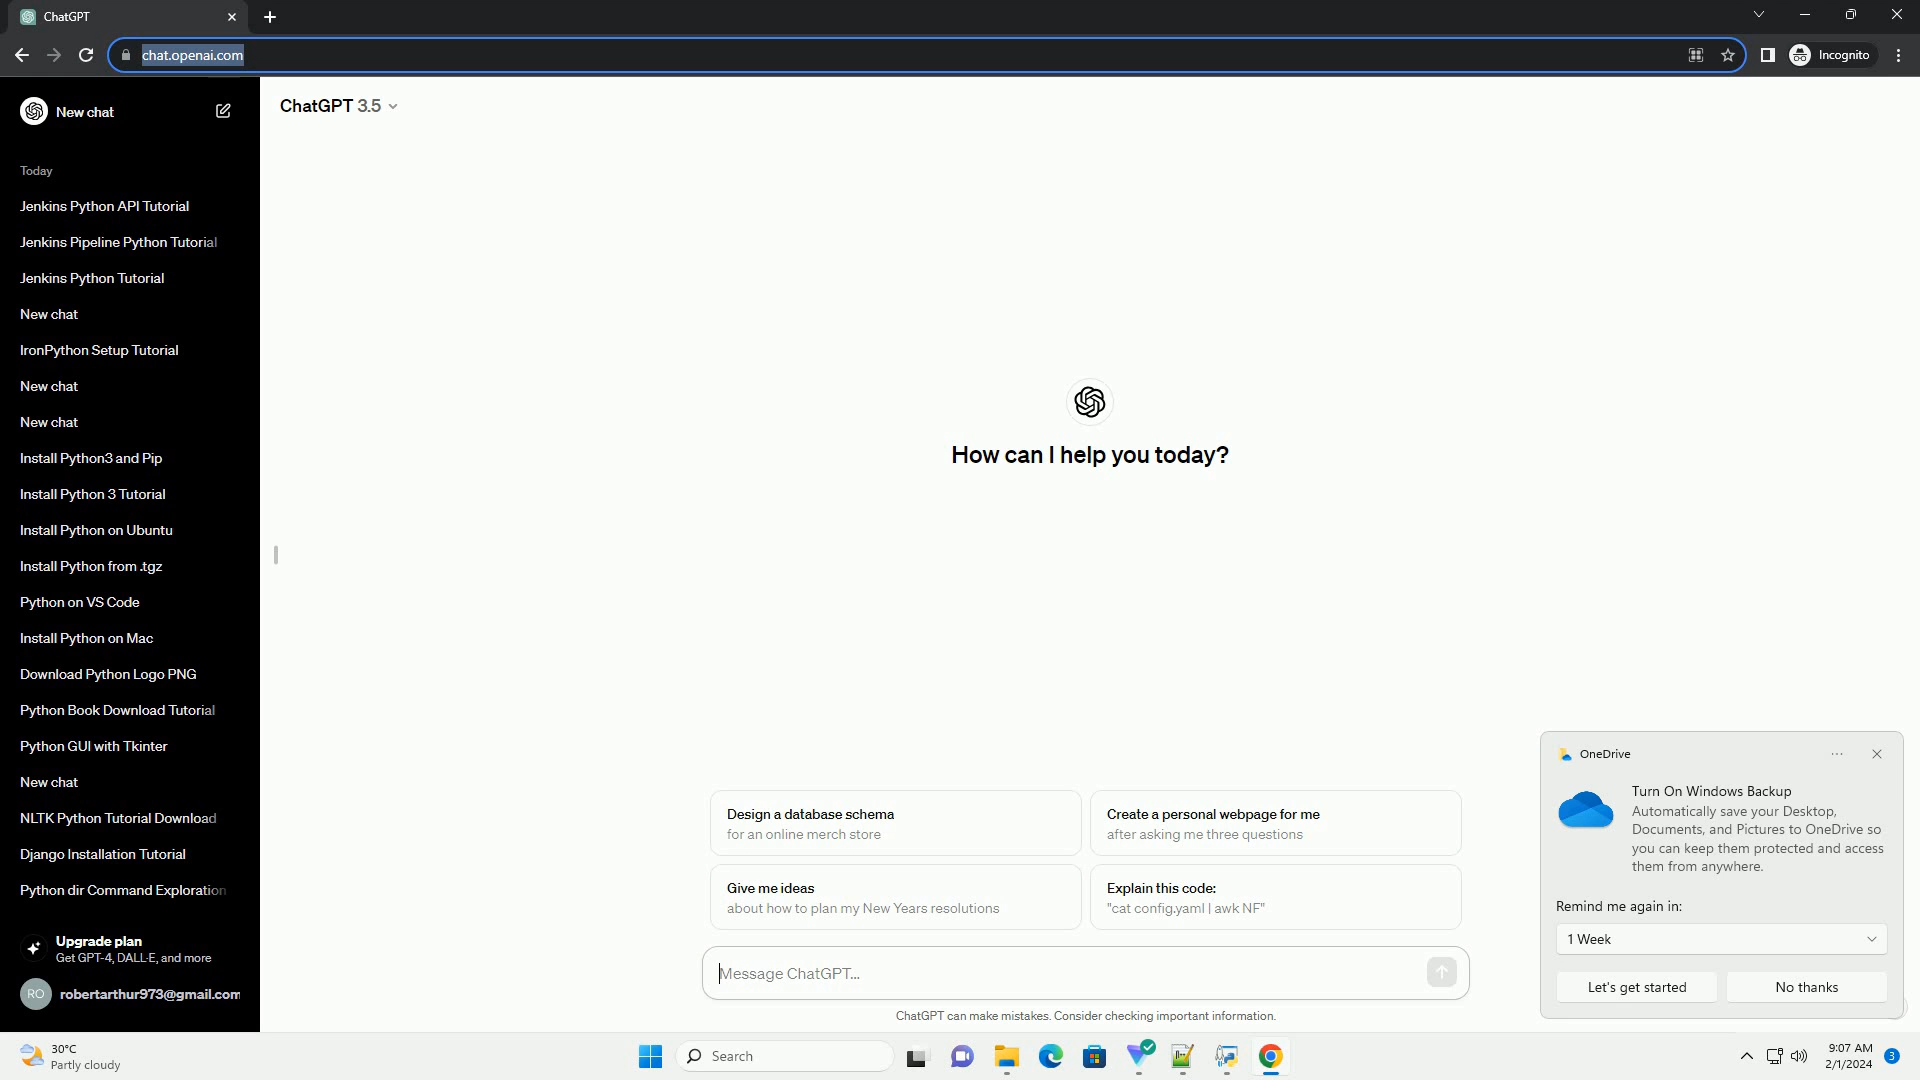 ChatGPT
chat.openai.com
Incognito
New chat
ChatGPT 3.5
Today
Jenkins Python API Tutorial
Jenkins Pipeline Python Tutorial
Jenkins Python Tutorial
New chat
IronPython Setup Tutorial
New chat
New chat
Install Python3 and Pip
Install Python 3 Tutorial
Install Python on Ubuntu
Install Python from .tgz
Python on VS Code
Install Python on Mac
Download Python Logo PNG
Python Book Download Tutorial
Python GUI with Tkinter
New chat
NLTK Python Tutorial Download
Django Installation Tutorial
Python dir Command Exploration
Upgrade plan
Get GPT-4, DALL·E, and more
RO
robertarthur973@gmail.com
How can I help you today?
Design a database schema
for an online merch store
Create a personal webpage for me
after asking me three questions
Give me ideas
about how to plan my New Years resolutions
Explain this code:
"cat config.yaml | awk NF"
Message ChatGPT...
ChatGPT can make mistakes. Consider checking important information.
OneDrive
Turn On Windows Backup
Automatically save your Desktop,
Documents, and Pictures to OneDrive so
you can keep them protected and access
them from anywhere.
Remind me again in:
1 Week
Let's get started
No thanks
30°C
Partly cloudy
Search
9:07 AM
2/1/2024
3